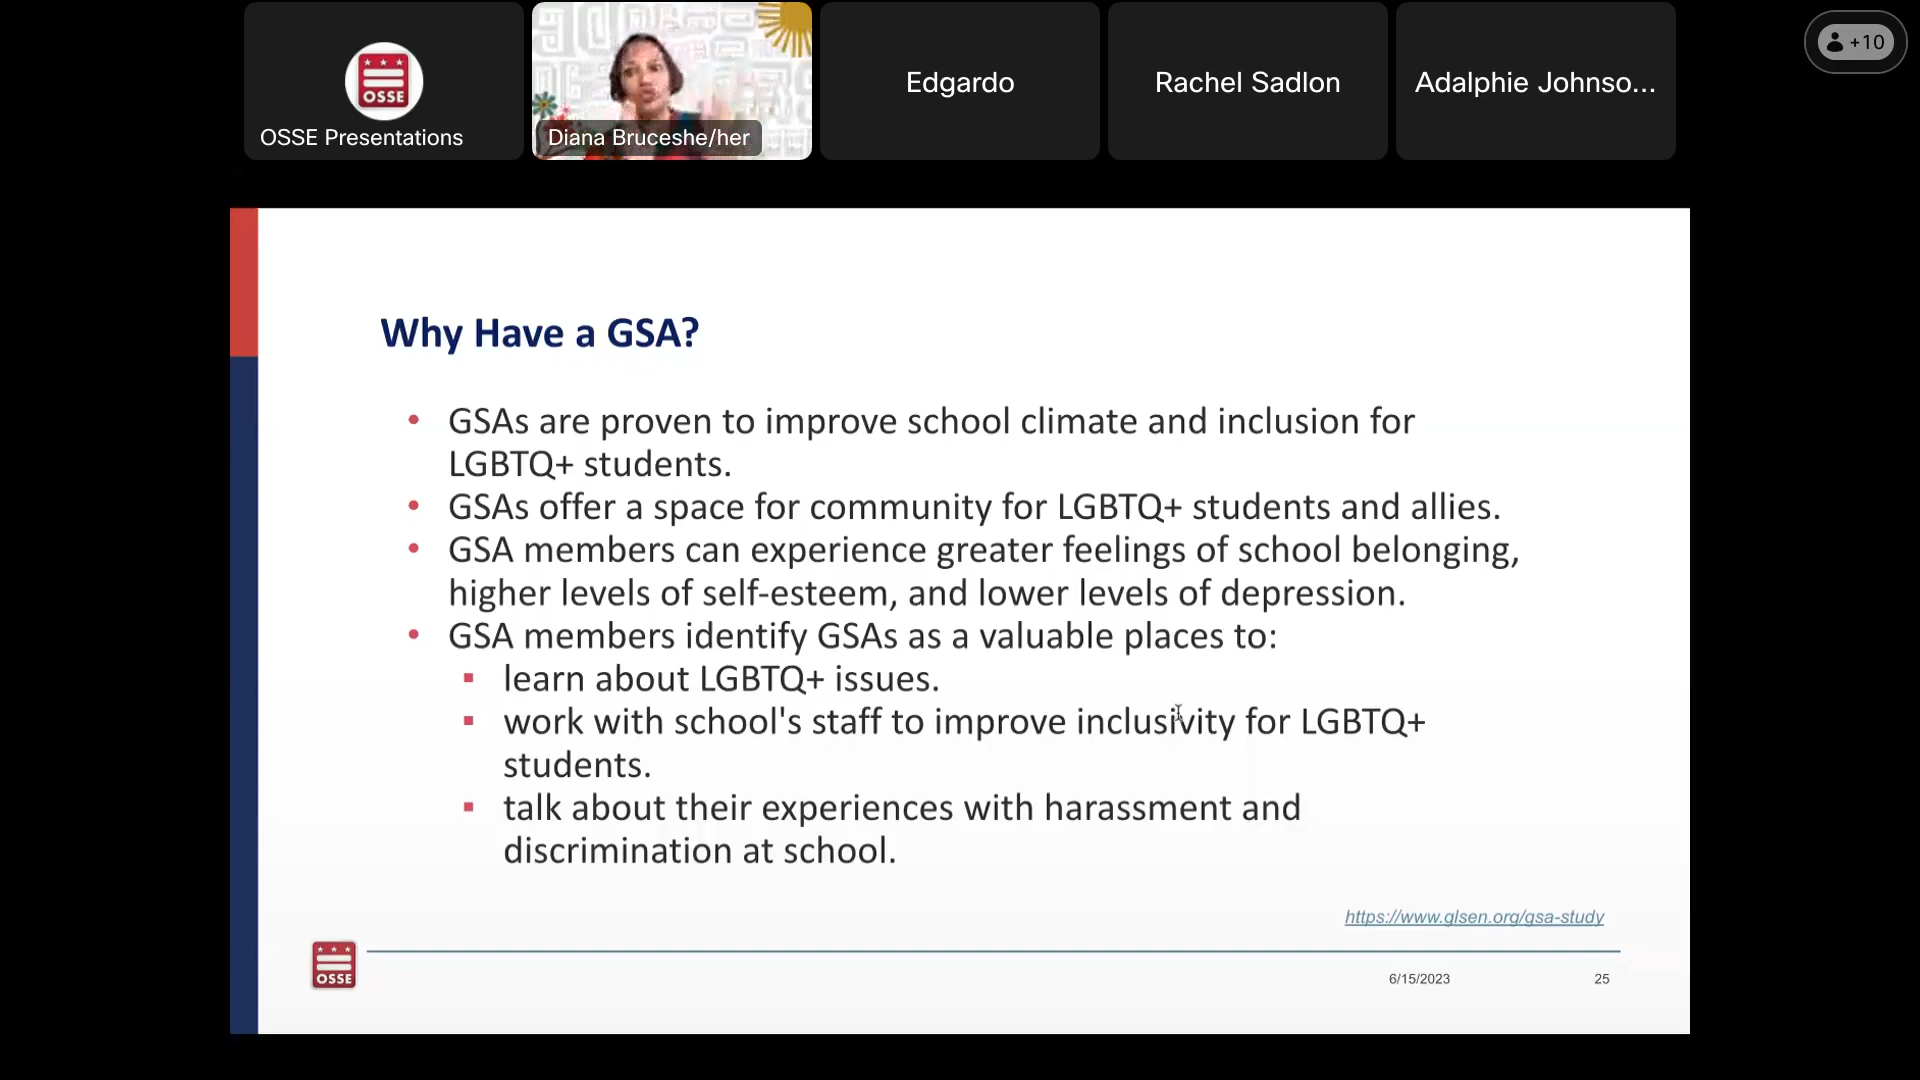 OSSE
OSSE Presentations
Diana Bruceshe/her
Edgardo
Rachel Sadlon
Adalphie Johnso...
+10
Why Have a GSA?
• GSAs are proven to improve school climate and inclusion for
LGBTQ+ students.
• GSAs offer a space for community for LGBTQ+ students and allies.
• GSA members can experience greater feelings of school belonging,
higher levels of self-esteem, and lower levels of depression.
• GSA members identify GSAs as a valuable places to:
▪ learn about LGBTQ+ issues.
▪ work with school's staff to improve inclusivity for LGBTQ+
students.
▪ talk about their experiences with harassment and
discrimination at school.
https://www.glsen.org/gsa-study
OSSE
6/15/2023
25